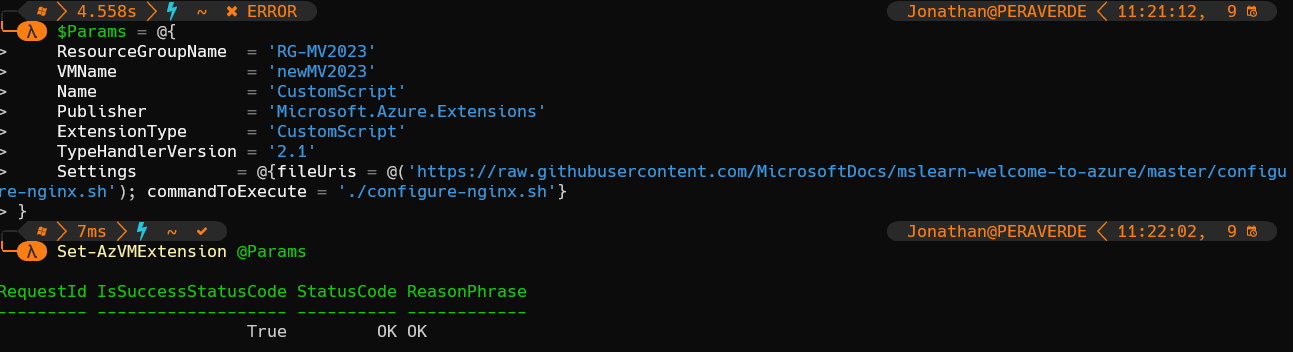 4.558s ~ ✖ ERROR Jonathan@PERAVERDE 11:21:12, 9
λ $Params = @{
> ResourceGroupName = 'RG-MV2023'
> VMName = 'newMV2023'
> Name = 'CustomScript'
> Publisher = 'Microsoft.Azure.Extensions'
> ExtensionType = 'CustomScript'
> TypeHandlerVersion = '2.1'
> Settings = @{fileUris = @('https://raw.githubusercontent.com/MicrosoftDocs/mslearn-welcome-to-azure/master/configu
re-nginx.sh'); commandToExecute = './configure-nginx.sh'}
> }
7ms ~ ✔ Jonathan@PERAVERDE 11:22:02, 9
λ Set-AzVMExtension @Params
RequestId IsSuccessStatusCode StatusCode ReasonPhrase
--------- ------------------- ---------- ------------
True OK OK